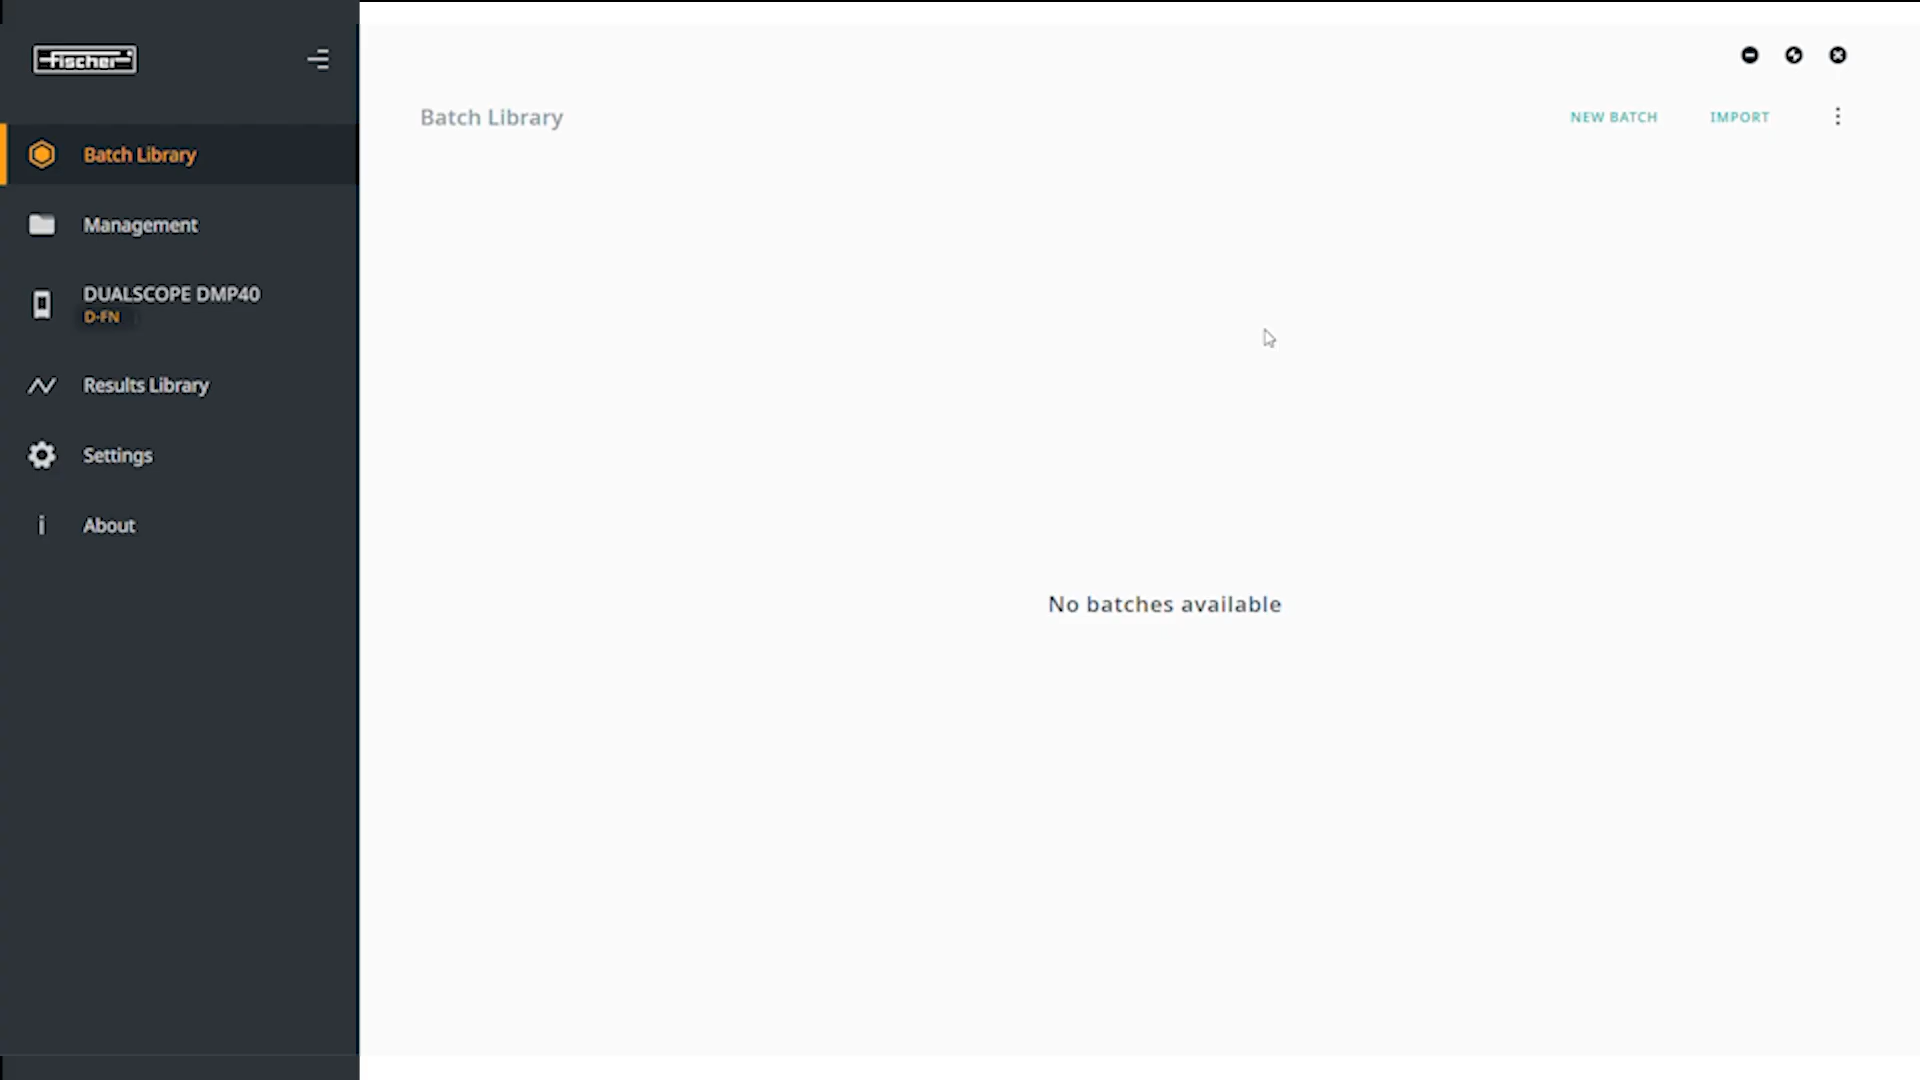 fischer
Batch Library
Management
DUALSCOPE DMP40
D-FN
Results Library
Settings
About
Batch Library
NEW BATCH
IMPORT
No batches available